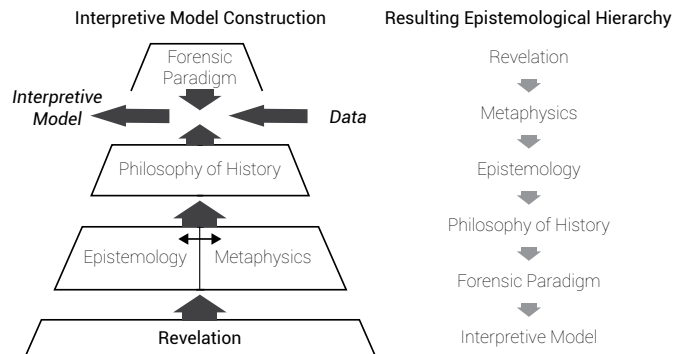 Interpretive Model Construction
Forensic
Paradigm
Interpretive
Model
Data
Philosophy of History
Epistemology
Metaphysics
Revelation
Resulting Epistemological Hierarchy
Revelation
Metaphysics
Epistemology
Philosophy of History
Forensic Paradigm
Interpretive Model